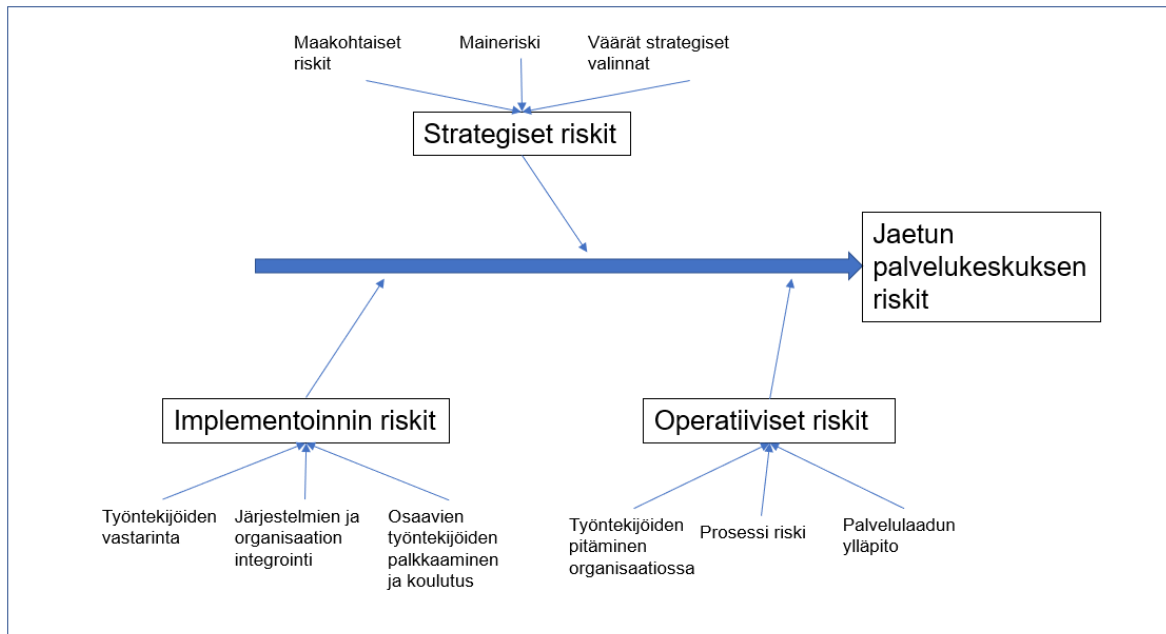 Maakohtaiset
riskit
Maineriski
Väärät strategiset
valinnat
Strategiset riskit
Jaetun
palvelukeskuksen
riskit
Implementoinnin riskit
Operatiiviset riskit
Työntekijöiden
vastarinta
Järjestelmien ja
organisaation
integrointi
Osaavien
työntekijöiden
palkkaaminen
ja koulutus
Työntekijöiden
pitäminen
organisaatiossa
Prosessi riski
Palvelulaadun
ylläpito